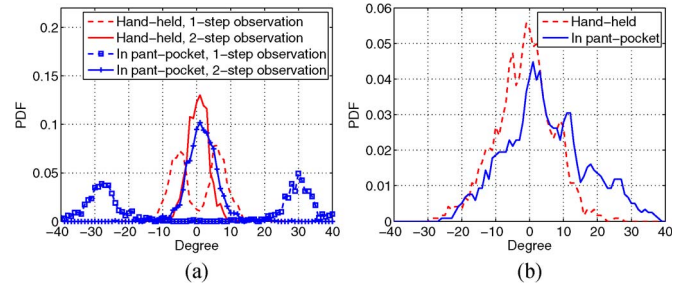 Hand-held, 1-step observation
Hand-held, 2-step observation
In pant-pocket, 1-step observation
In pant-pocket, 2-step observation
0.2
0.15
0.1
0.05
0
PDF
−40 −30 −20 −10 0 10 20 30 40
Degree
(a)
Hand-held
In pant-pocket
0.06
0.05
0.04
0.03
0.02
0.01
0
PDF
−40 −30 −20 −10 0 10 20 30 40
Degree
(b)